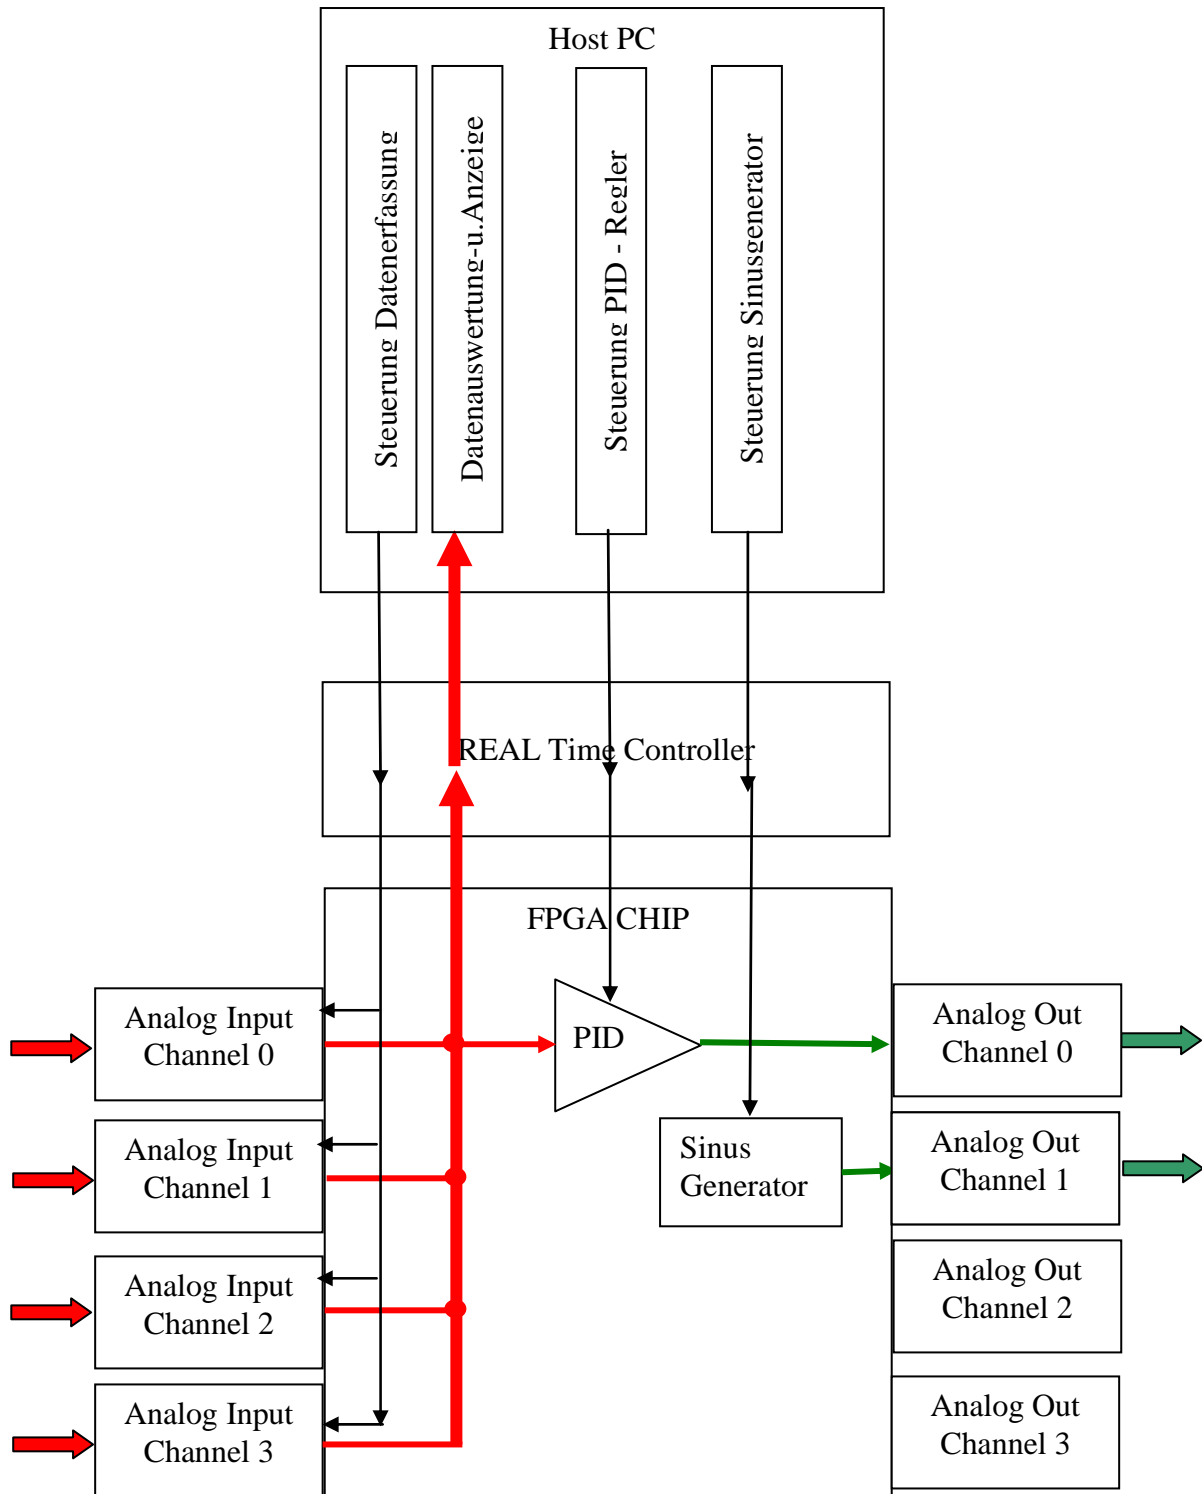 Host PC
Steuerung Datenerfassung
Datenauswertung-u.Anzeige
Steuerung PID - Regler
Steuerung Sinusgenerator
REAL Time Controller
FPGA CHIP
Analog Input
Channel 0
PID
Analog Out
Channel 0
Analog Input
Channel 1
Sinus
Generator
Analog Out
Channel 1
Analog Input
Channel 2
Analog Out
Channel 2
Analog Input
Channel 3
Analog Out
Channel 3